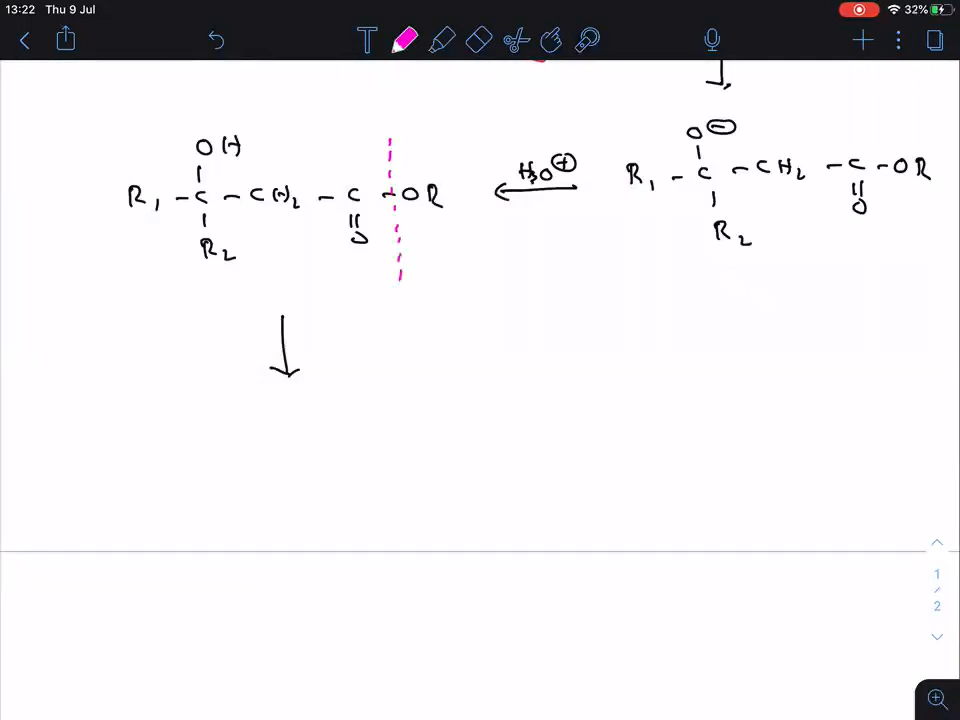 13:22 Thu 9 Jul 32%
T
O ⊖
OH
H₃O ⊕
R₁ - C - CH₂ - C - OR
R₁ - C - CH₂ - C - OR
O
R₂
O
R₂
1
/
2